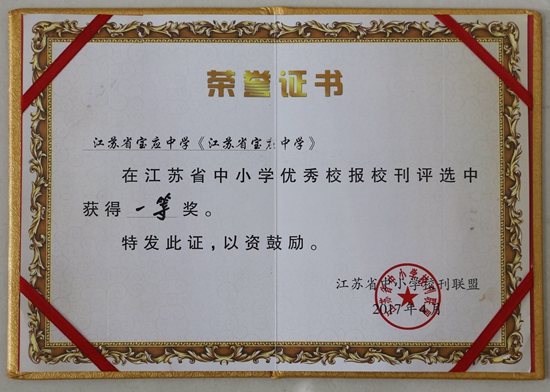 荣誉证书
江苏省宝应中学《江苏省宝应中学》
在江苏省中小学优秀校报校刊评选中
获得一等奖。
特发此证，以资鼓励。
江苏省中小学校刊联盟
2017年4月